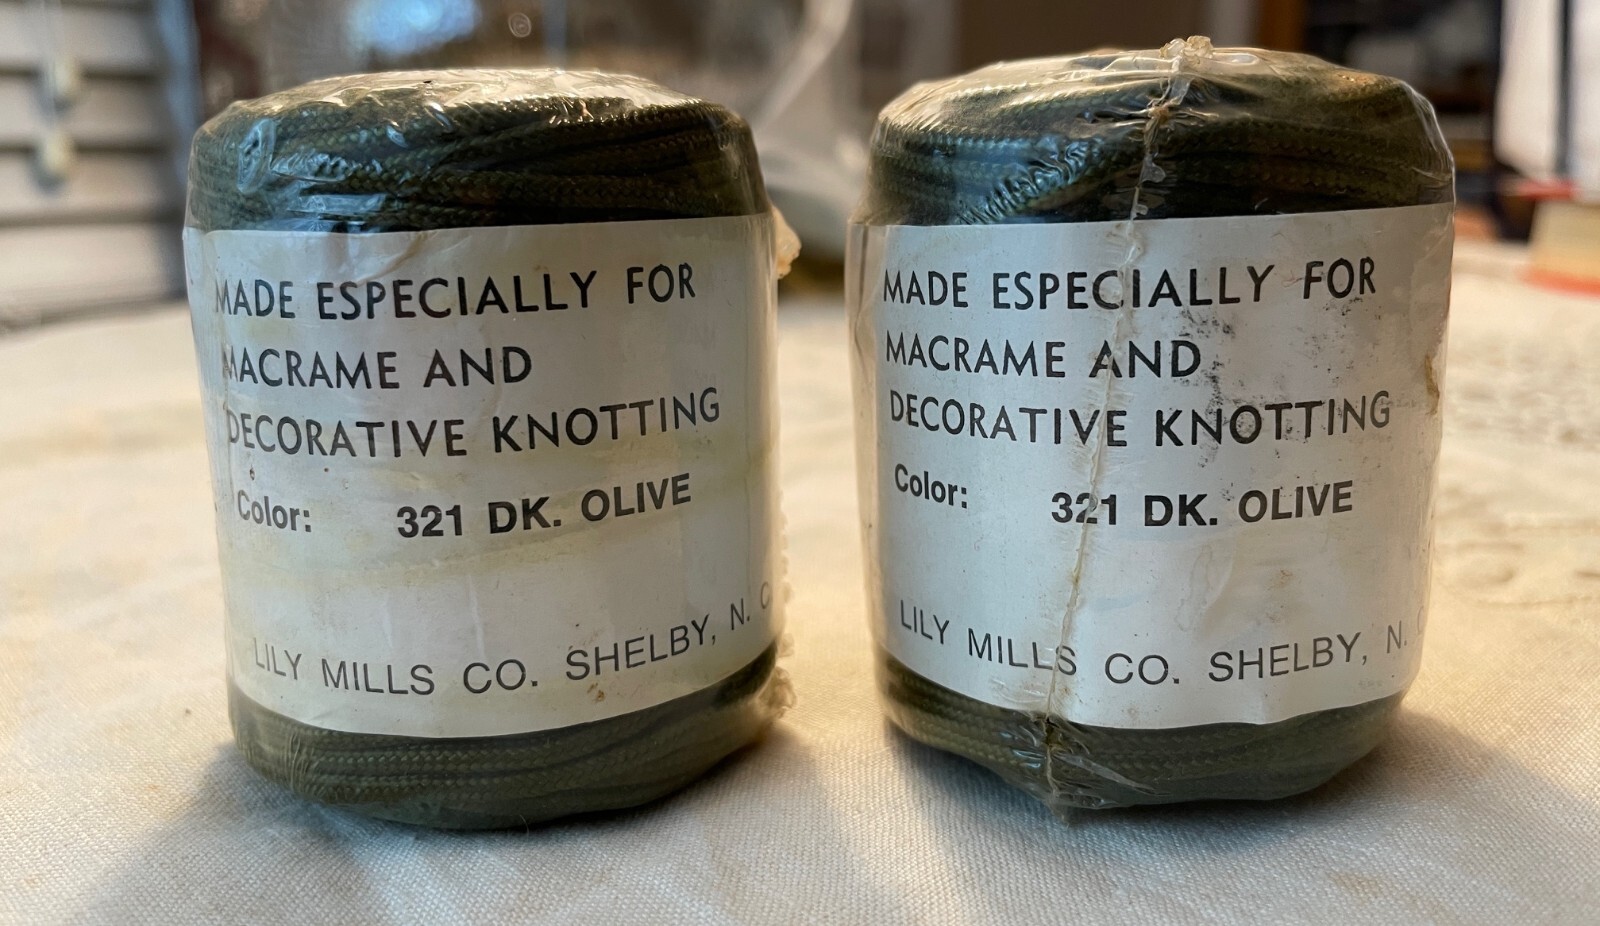 MADE ESPECIALLY FOR
MACRAME AND
DECORATIVE KNOTTING
Color: 321 DK. OLIVE
LILY MILLS CO. SHELBY, N. C
MADE ESPECIALLY FOR
MACRAME AND
DECORATIVE KNOTTING
Color: 321 DK. OLIVE
LILY MILLS CO. SHELBY, N. C